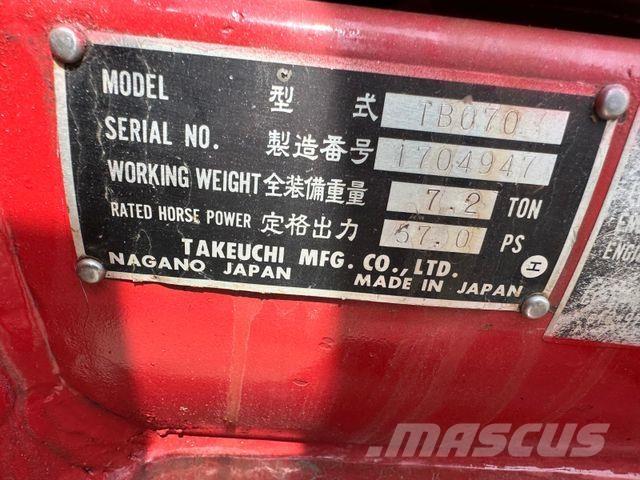 MODEL 型式 TB070
SERIAL NO. 製造番号 1704947
WORKING WEIGHT 全装備重量 7.2 TON
RATED HORSE POWER 定格出力 57.0 PS
TAKEUCHI MFG. CO., LTD.
NAGANO JAPAN MADE IN JAPAN
エ
MASCUS